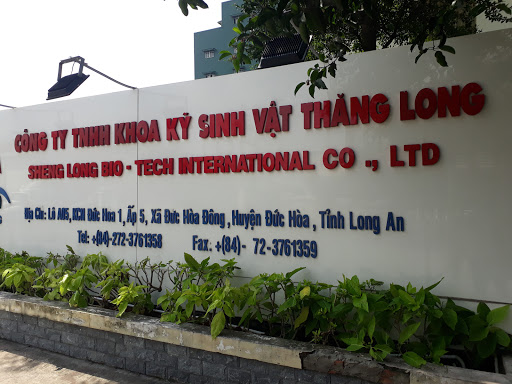 CÔNG TY TNHH KHOA KỸ SINH VẬT THĂNG LONG
SHENG LONG BIO - TECH INTERNATIONAL CO ., LTD
Địa Chỉ: Lô A05, KCN Đức Hòa 1, Ấp 5, Xã Đức Hòa Đông, Huyện Đức Hòa, Tỉnh Long An
Tel: +(84)-272-3761358 Fax: +(84)- 72-3761359